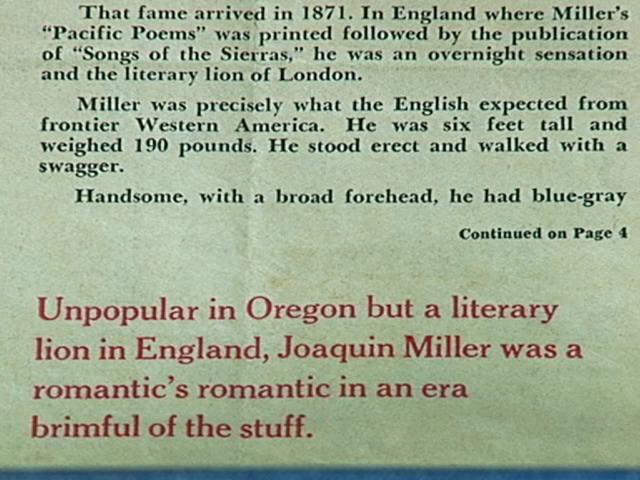 That fame arrived in 1871. In England where Miller's
"Pacific Poems" was printed followed by the publication
of "Songs of the Sierras," he was an overnight sensation
and the literary lion of London.
Miller was precisely what the English expected from
frontier Western America. He was six feet tall and
weighed 190 pounds. He stood erect and walked with a
swagger.
Handsome, with a broad forehead, he had blue-gray
Continued on Page 4
Unpopular in Oregon but a literary
lion in England, Joaquin Miller was a
romantic's romantic in an era
brimful of the stuff.